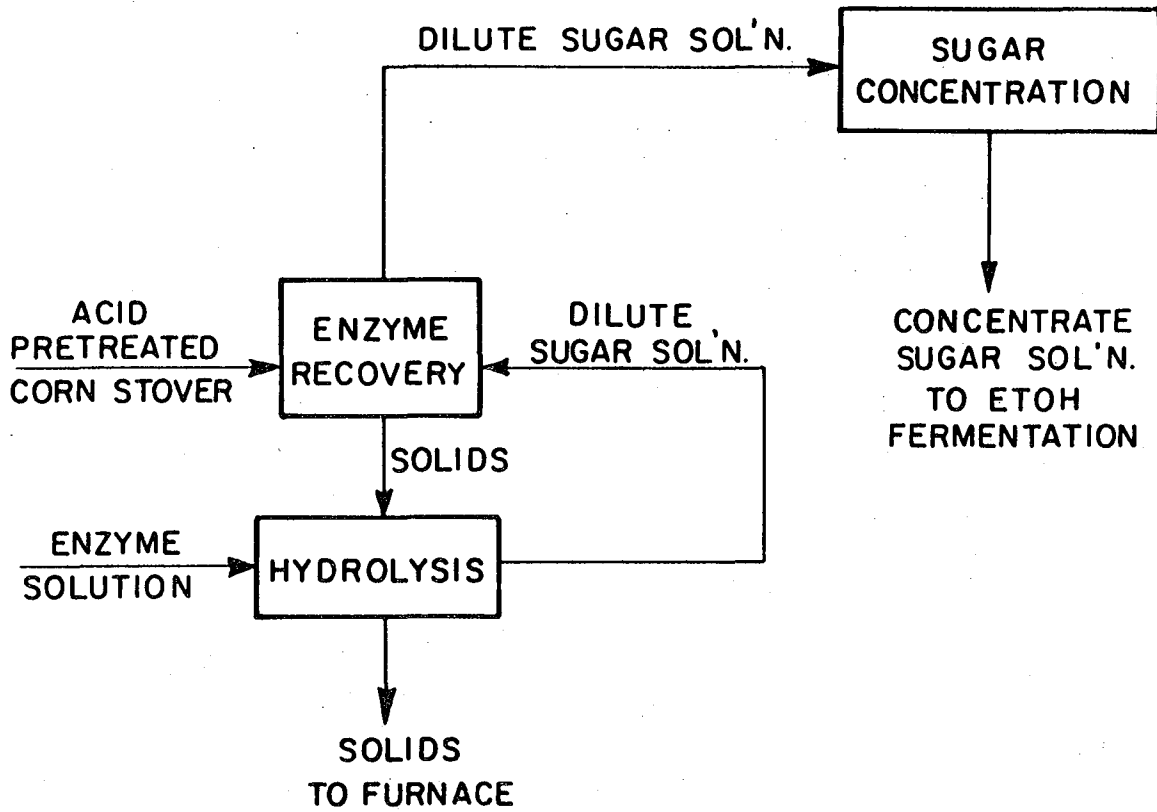 DILUTE SUGAR SOL'N.
SUGAR
CONCENTRATION
ACID
PRETREATED
CORN STOVER
ENZYME
RECOVERY
DILUTE
SUGAR SOL'N.
CONCENTRATE
SUGAR SOL'N.
TO ETOH
FERMENTATION
SOLIDS
ENZYME
SOLUTION
HYDROLYSIS
SOLIDS
TO FURNACE